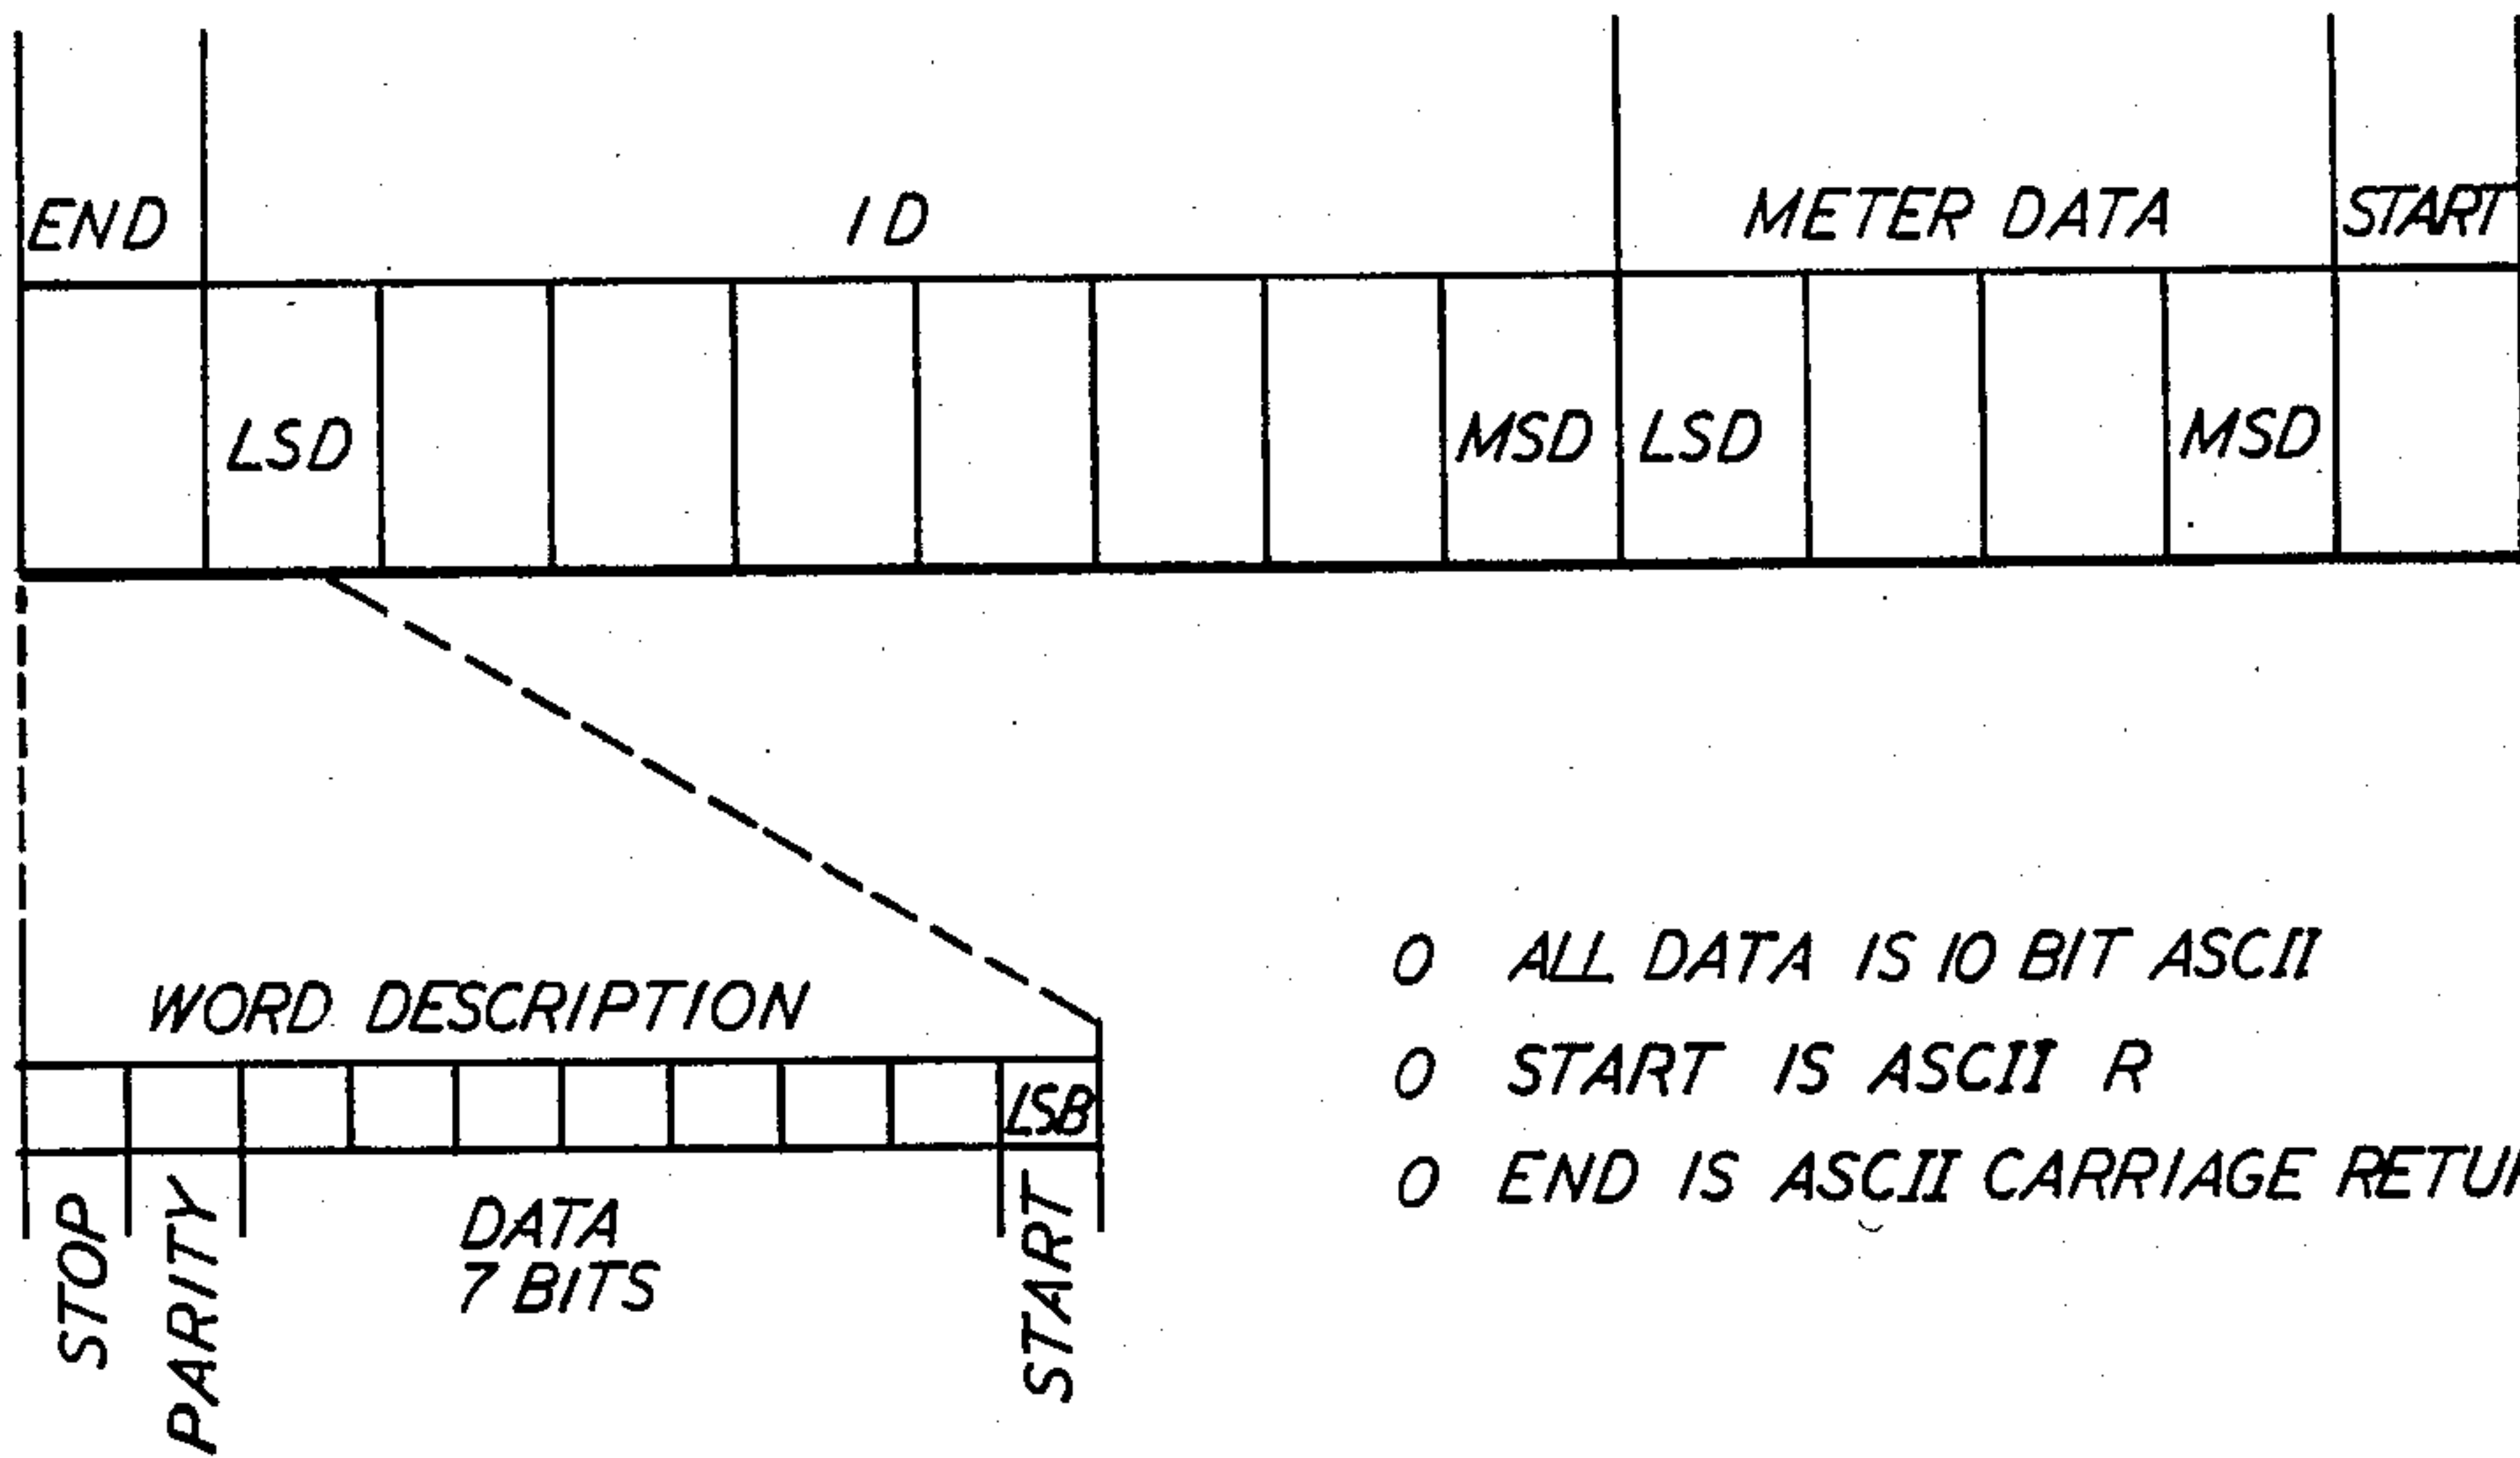 END
ID
METER DATA
START
LSD
MSD
LSD
MSD
WORD DESCRIPTION
LSB
STOP
PARITY
DATA
7 BITS
START
O ALL DATA IS 10 BIT ASCII
O START IS ASCII R
O END IS ASCII CARRIAGE